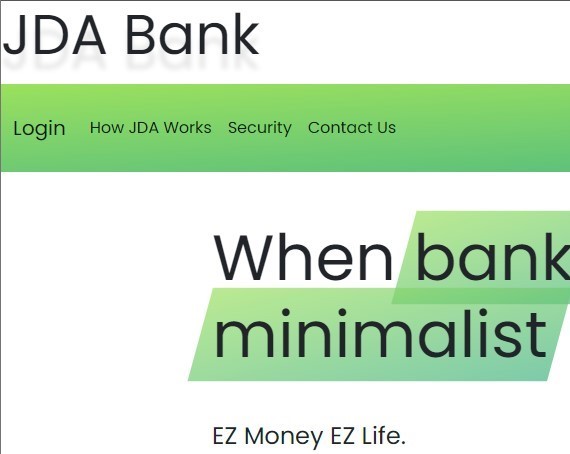 JDA Bank
Login How JDA Works Security Contact Us
When bank
minimalist
EZ Money EZ Life.